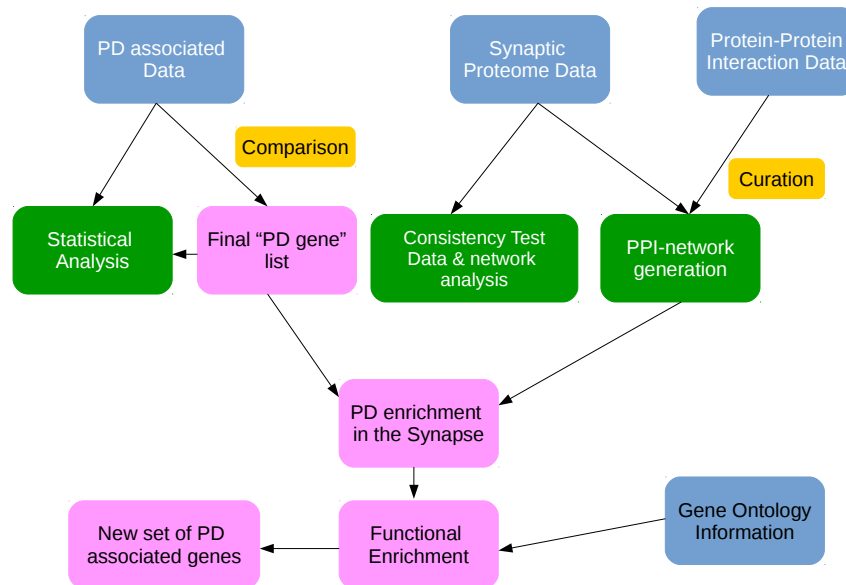 PD associated
Data
Synaptic
Proteome Data
Protein-Protein
Interaction Data
Comparison
Curation
Statistical
Analysis
Final “PD gene”
list
Consistency Test
Data & network
analysis
PPI-network
generation
PD enrichment
in the Synapse
New set of PD
associated genes
Functional
Enrichment
Gene Ontology
Information